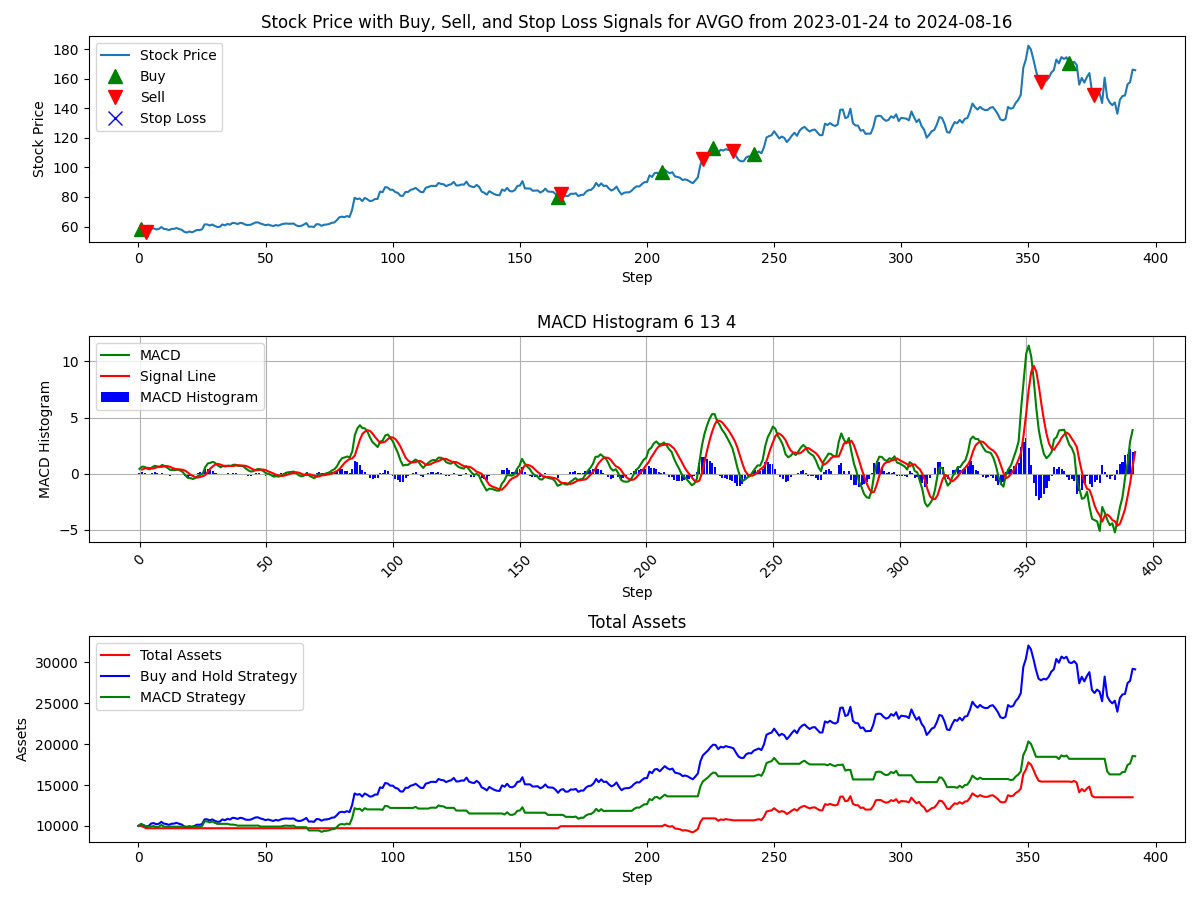 Stock Price with Buy, Sell, and Stop Loss Signals for AVGO from 2023-01-24 to 2024-08-16
Stock Price
180
160
140
120
100
80
60
Stock Price
Buy
Sell
Stop Loss
0 50 100 150 200 250 300 350 400
Step
MACD Histogram 6 13 4
MACD Histogram
10
5
0
−5
MACD
Signal Line
MACD Histogram
0 50 100 150 200 250 300 350 400
Step
Total Assets
Assets
30000
25000
20000
15000
10000
Total Assets
Buy and Hold Strategy
MACD Strategy
0 50 100 150 200 250 300 350 400
Step